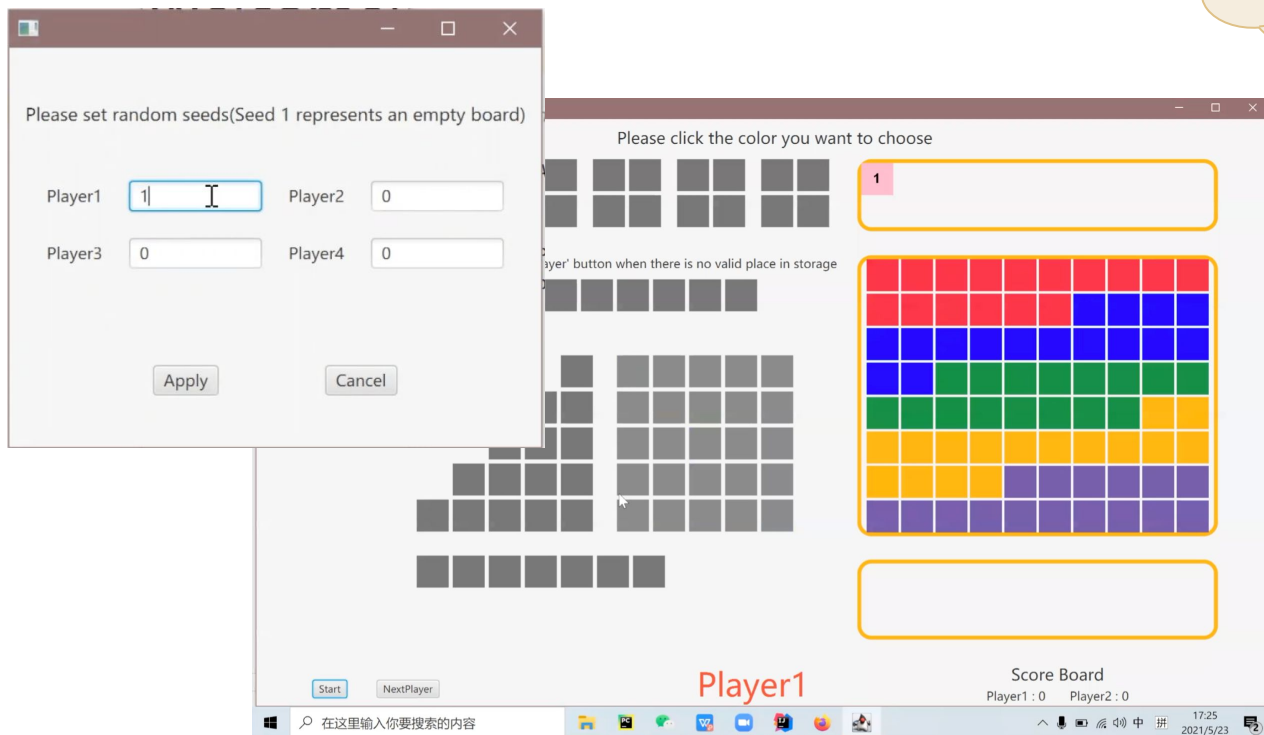 Please set random seeds(Seed 1 represents an empty board)
Player1 1 Player2 0
Player3 0 Player4 0
Apply Cancel
Please click the color you want to choose
1
button when there is no valid place in storage
Start NextPlayer
Player1
Score Board
Player1 : 0 Player2 : 0
在这里输入你要搜索的内容
中 拼 17:25
2021/5/23
2